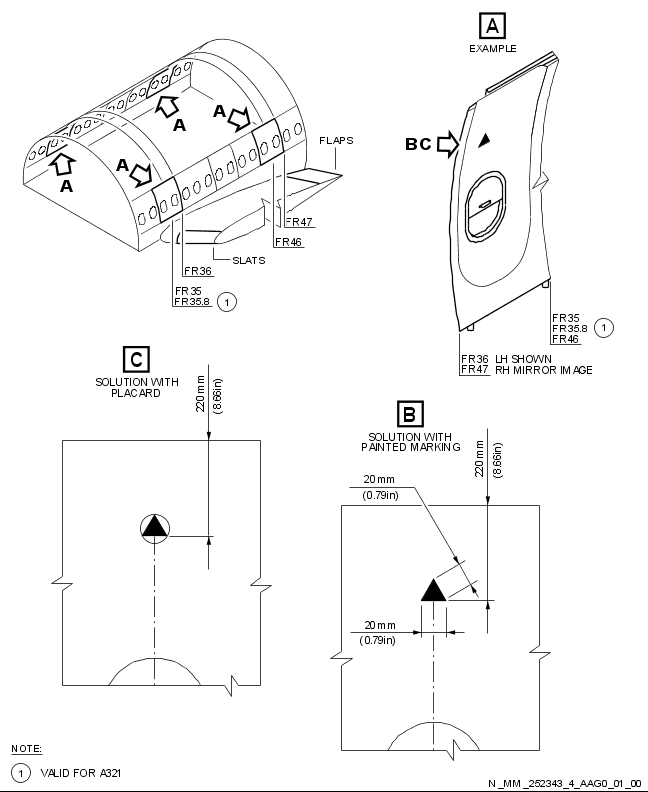 A
EXAMPLE
A
A
A
A
BC
FLAPS
FR47
FR46
SLATS
FR36
FR35
FR35.8 1
FR35
FR35.8 1
FR46
FR36 LH SHOWN
FR47 RH MIRROR IMAGE
C
SOLUTION WITH
PLACARD
220 mm
(8.66in)
B
SOLUTION WITH
PAINTED MARKING
220 mm
(8.66in)
20 mm
(0.79in)
20 mm
(0.79in)
NOTE:
1 VALID FOR A321
N_MM_252343_4_AAG0_01_00